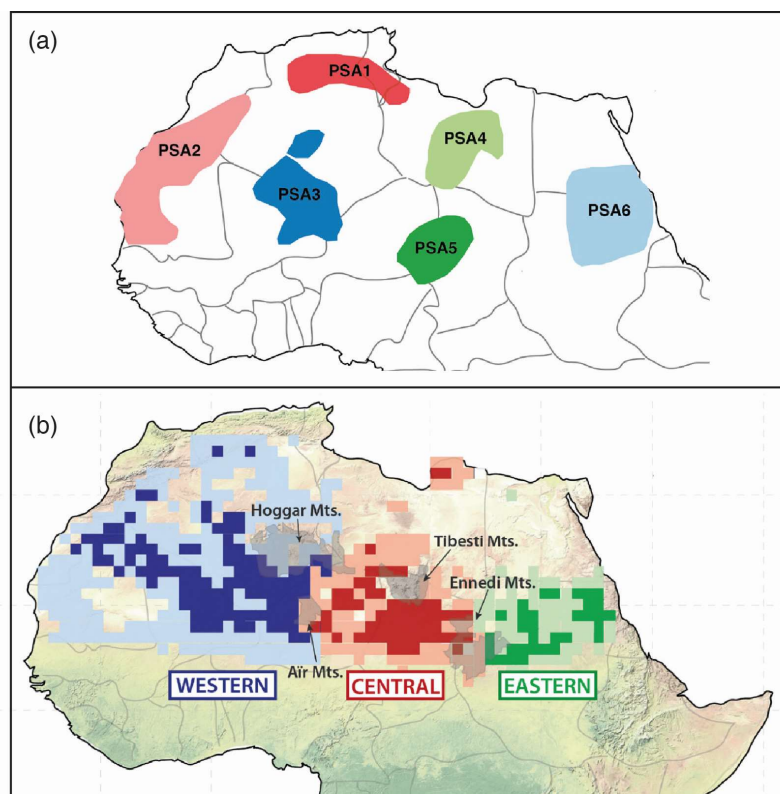 (a)
PSA1
PSA2
PSA4
PSA3
PSA6
PSA5
(b)
Hoggar Mts.
Tibesti Mts.
Ennedi Mts.
Aïr Mts.
WESTERN
CENTRAL
EASTERN